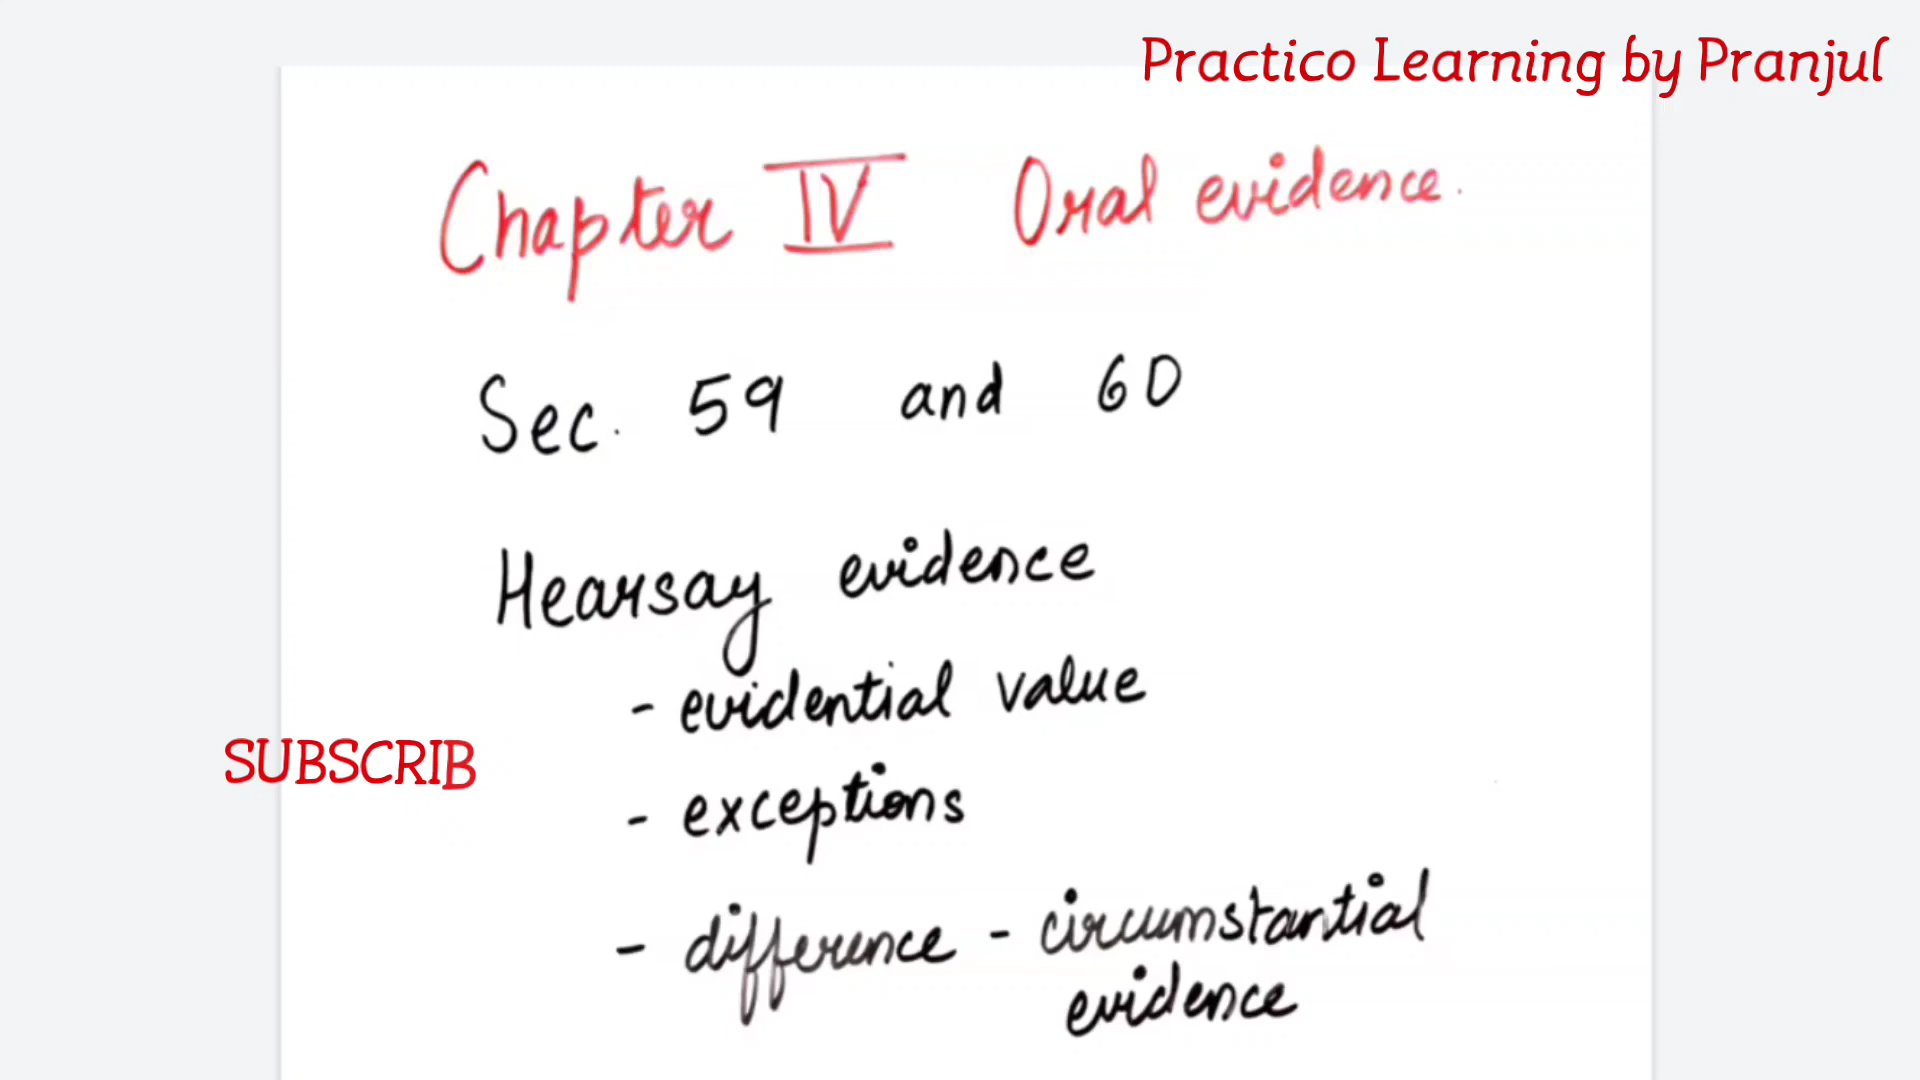 Practico Learning by Pranjul
Chapter IV Oral evidence.
Sec. 59 and 60
Hearsay evidence
- evidential value
SUBSCRIB
- exceptions
- difference - circumstantial
evidence